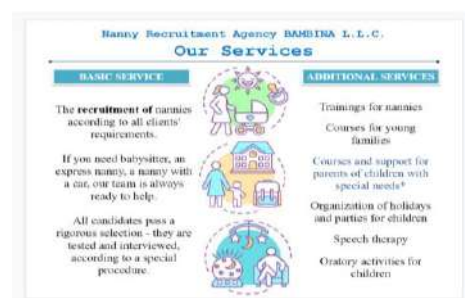 Nanny Recruitment Agency BAMBINA L.L.C.
Our Services
BASIC SERVICE
The recruitment of nannies
according to all clients'
requirements.
If you need babysitter, an
express nanny, a nanny with
a car, our team is always
ready to help.
All candidates pass a
rigorous selection - they are
tested and interviewed,
according to a special
procedure.
ADDITIONAL SERVICES
Trainings for nannies
Courses for young
families
Courses and support for
parents of children with
special needs*
Organization of holidays
and parties for children
Speech therapy
Oratory activities for
children